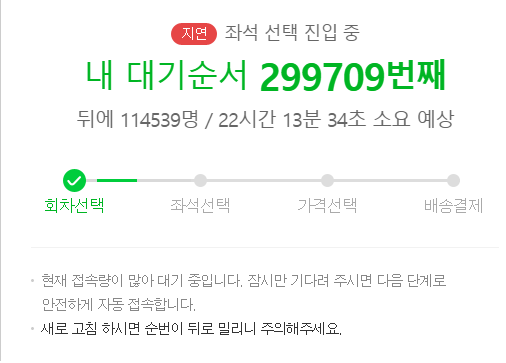 지연 좌석 선택 진입 중
내 대기순서 299709번째
뒤에 114539명 / 22시간 13분 34초 소요 예상
회차선택 좌석선택 가격선택 배송결제
· 현재 접속량이 많아 대기 중입니다. 잠시만 기다려 주시면 다음 단계로
안전하게 자동 접속합니다.
· 새로 고침 하시면 순번이 뒤로 밀리니 주의해주세요.